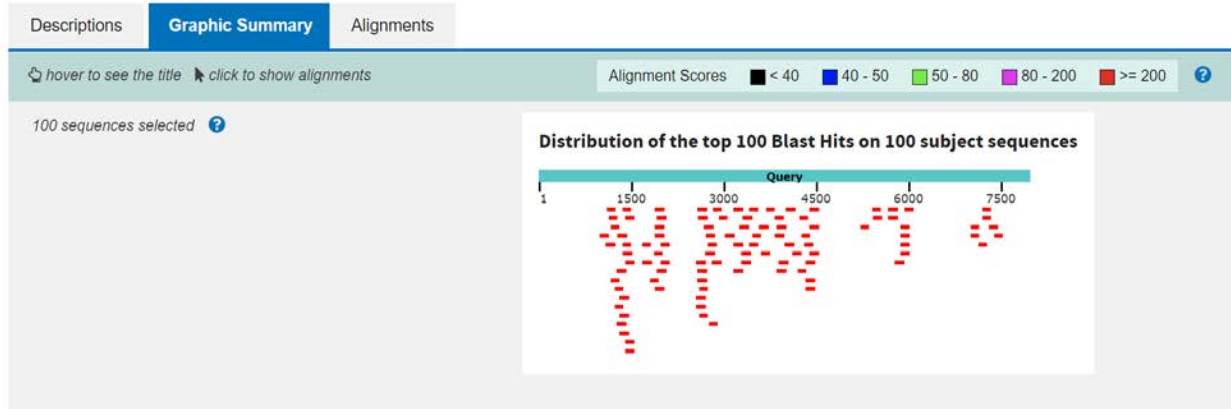 Descriptions Graphic Summary Alignments
hover to see the title click to show alignments Alignment Scores < 40 40 - 50 50 - 80 80 - 200 >= 200 ?
100 sequences selected ?
Distribution of the top 100 Blast Hits on 100 subject sequences
Query
1 1500 3000 4500 6000 7500